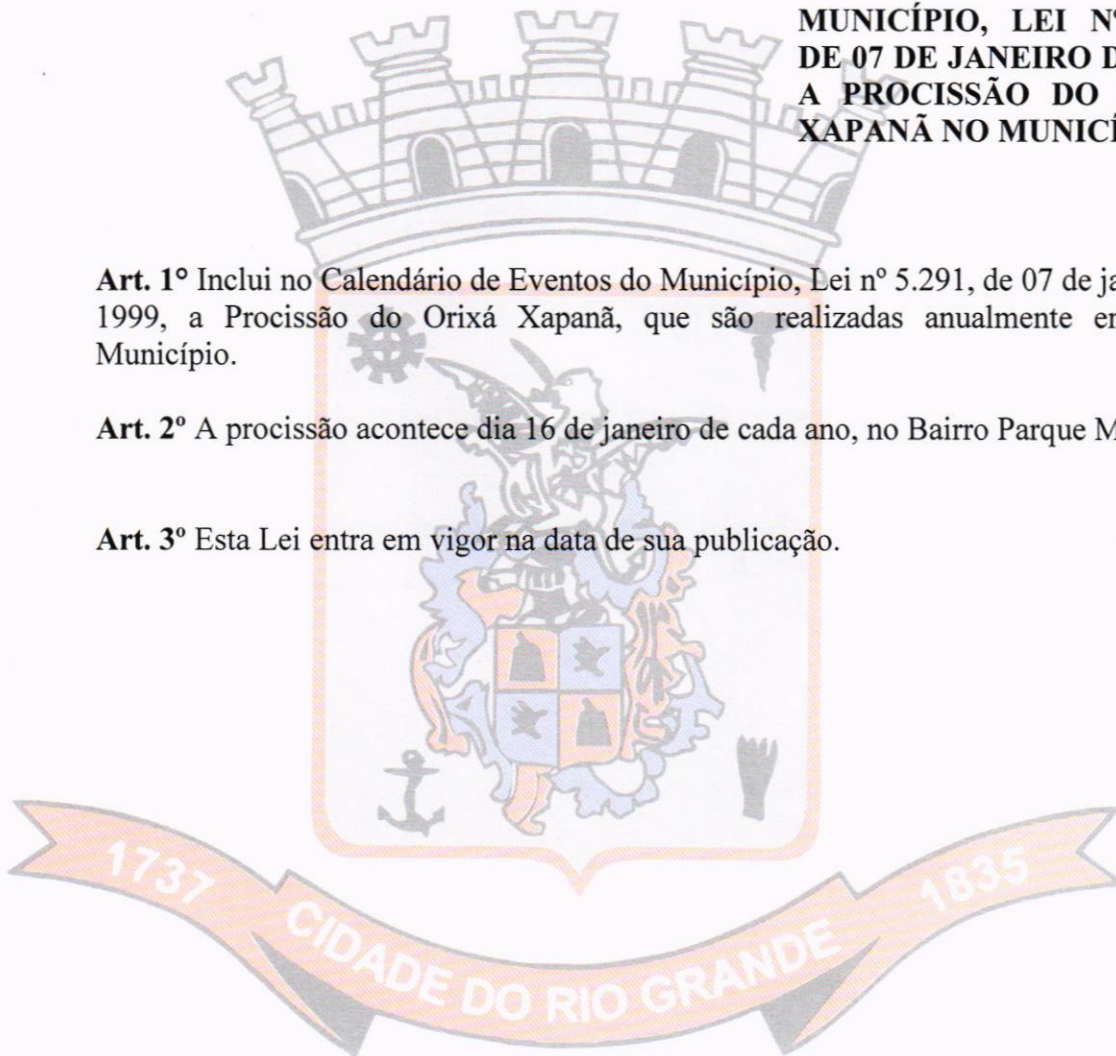 MUNICÍPIO, LEI Nº
DE 07 DE JANEIRO
A PROCISSÃO DO
XAPANÃ NO
Art. 1° Inclui no Calendário de Eventos do Município, Lei nº 5.291, de 07 de
1999, a Procissão do Orixá Xapanã, que são realizadas anualmente
Município.
Art. 2º A procissão acontece dia 16 de janeiro de cada ano, no Bairro Parque
Art. 3º Esta Lei entra em vigor na data de sua publicação.
1737 CIDADE DO RIO GRANDE 1835